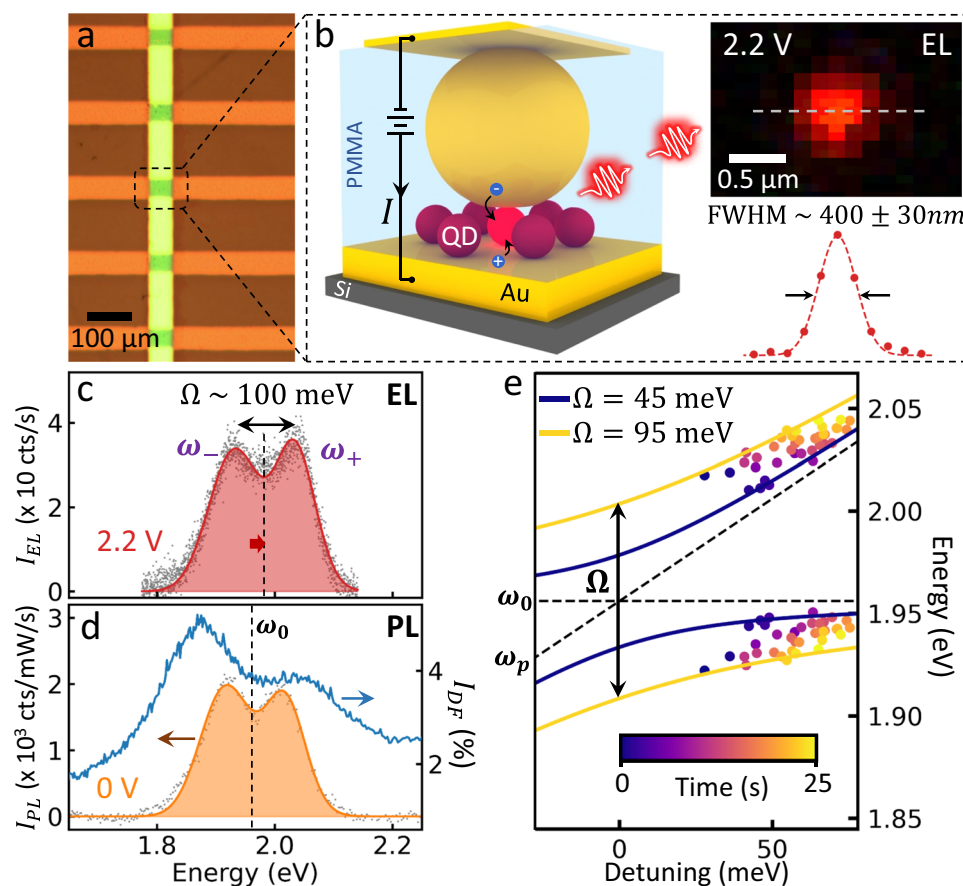 a
100 μm
b
PMMA
I
-
QD
+
Si
Au
2.2 V EL
0.5 μm
FWHM ~ 400 ± 30nm
c
Ω ~ 100 meV
EL
ω₋
ω₊
2.2 V
I_EL (x 10 cts/s)
4
2
0
d
ω₀
PL
0 V
I_PL (x 10³ cts/mW/s)
3
2
1
0
4
2
I_DF (%)
1.8 2.0 2.2
Energy (eV)
e
Ω = 45 meV
Ω = 95 meV
Ω
ω₀
ωₚ
0 25
Time (s)
2.05
2.00
1.95
1.90
1.85
Energy (eV)
0 50
Detuning (meV)